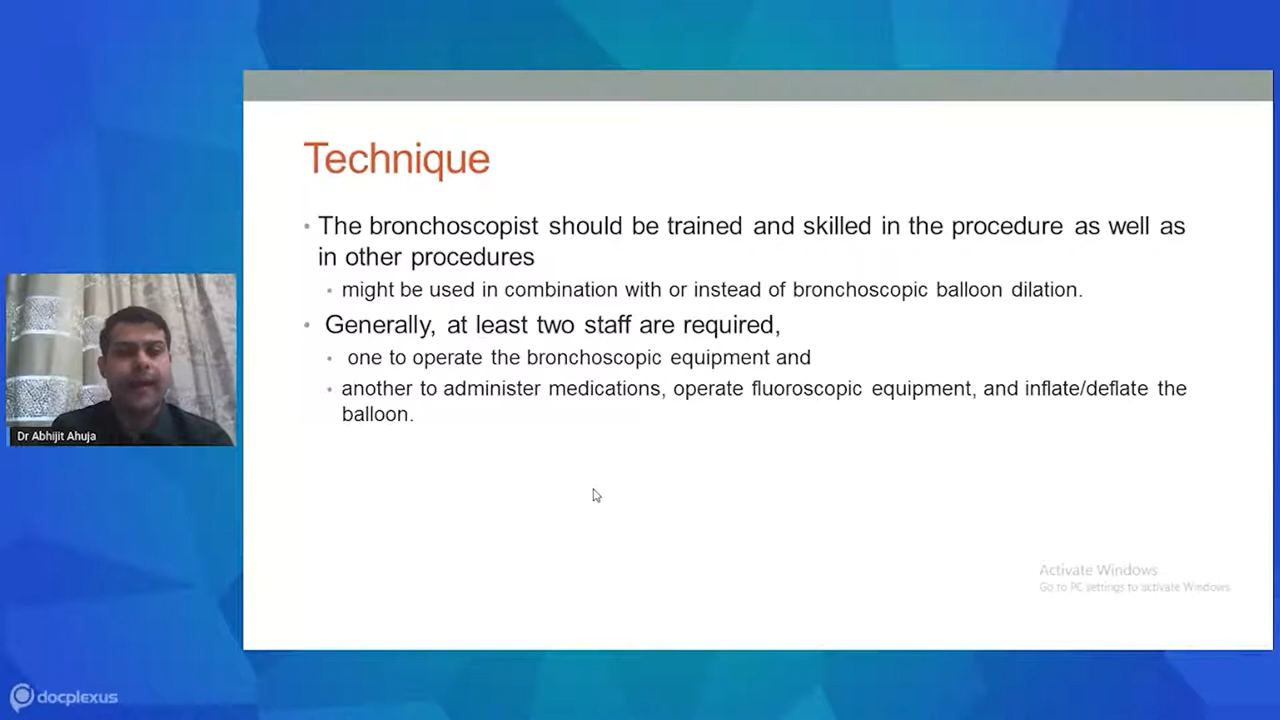 Technique
• The bronchoscopist should be trained and skilled in the procedure as well as
in other procedures
• might be used in combination with or instead of bronchoscopic balloon dilation.
• Generally, at least two staff are required,
• one to operate the bronchoscopic equipment and
• another to administer medications, operate fluoroscopic equipment, and inflate/deflate the
balloon.
Dr Abhijit Ahuja
Activate Windows
Go to PC settings to activate Windows
docplexus